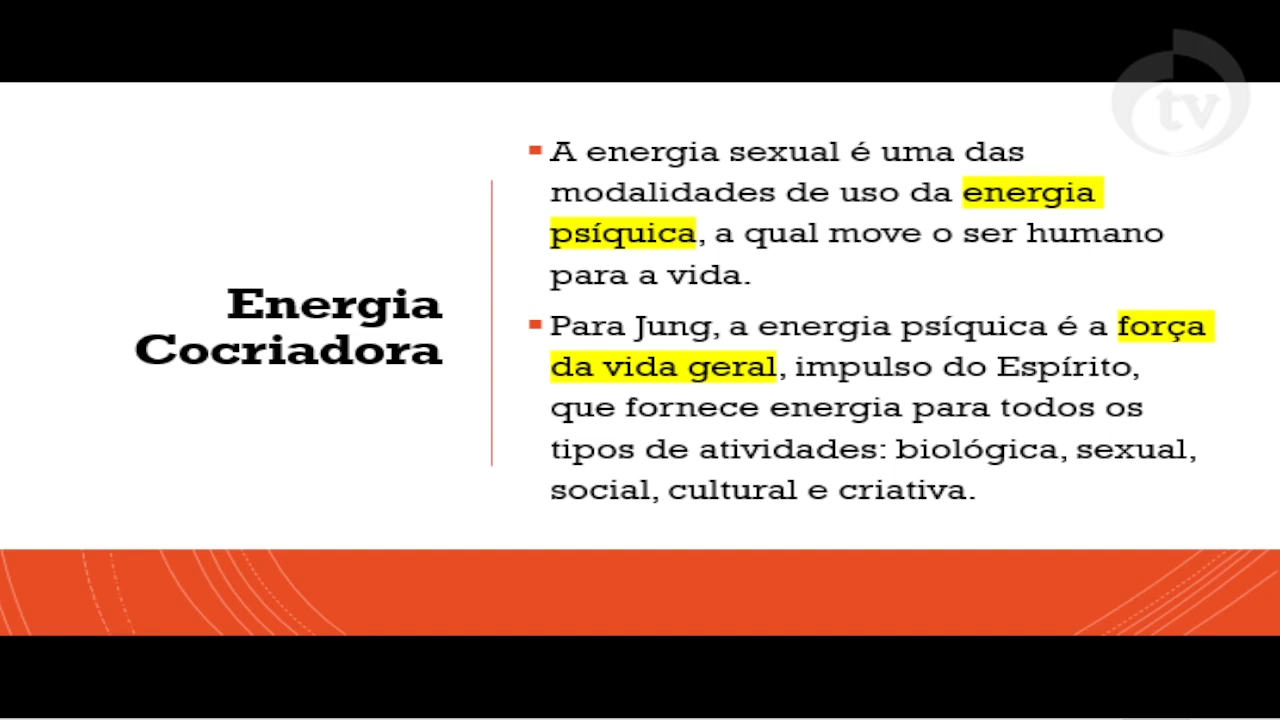 tv
Energia
Cocriadora
A energia sexual é uma das
modalidades de uso da energia
psíquica, a qual move o ser humano
para a vida.
Para Jung, a energia psíquica é a força
da vida geral, impulso do Espírito,
que fornece energia para todos os
tipos de atividades: biológica, sexual,
social, cultural e criativa.